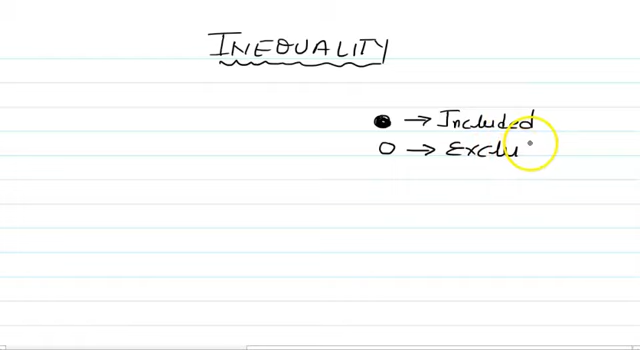 INEQUALITY
● → Included
○ → Exclu